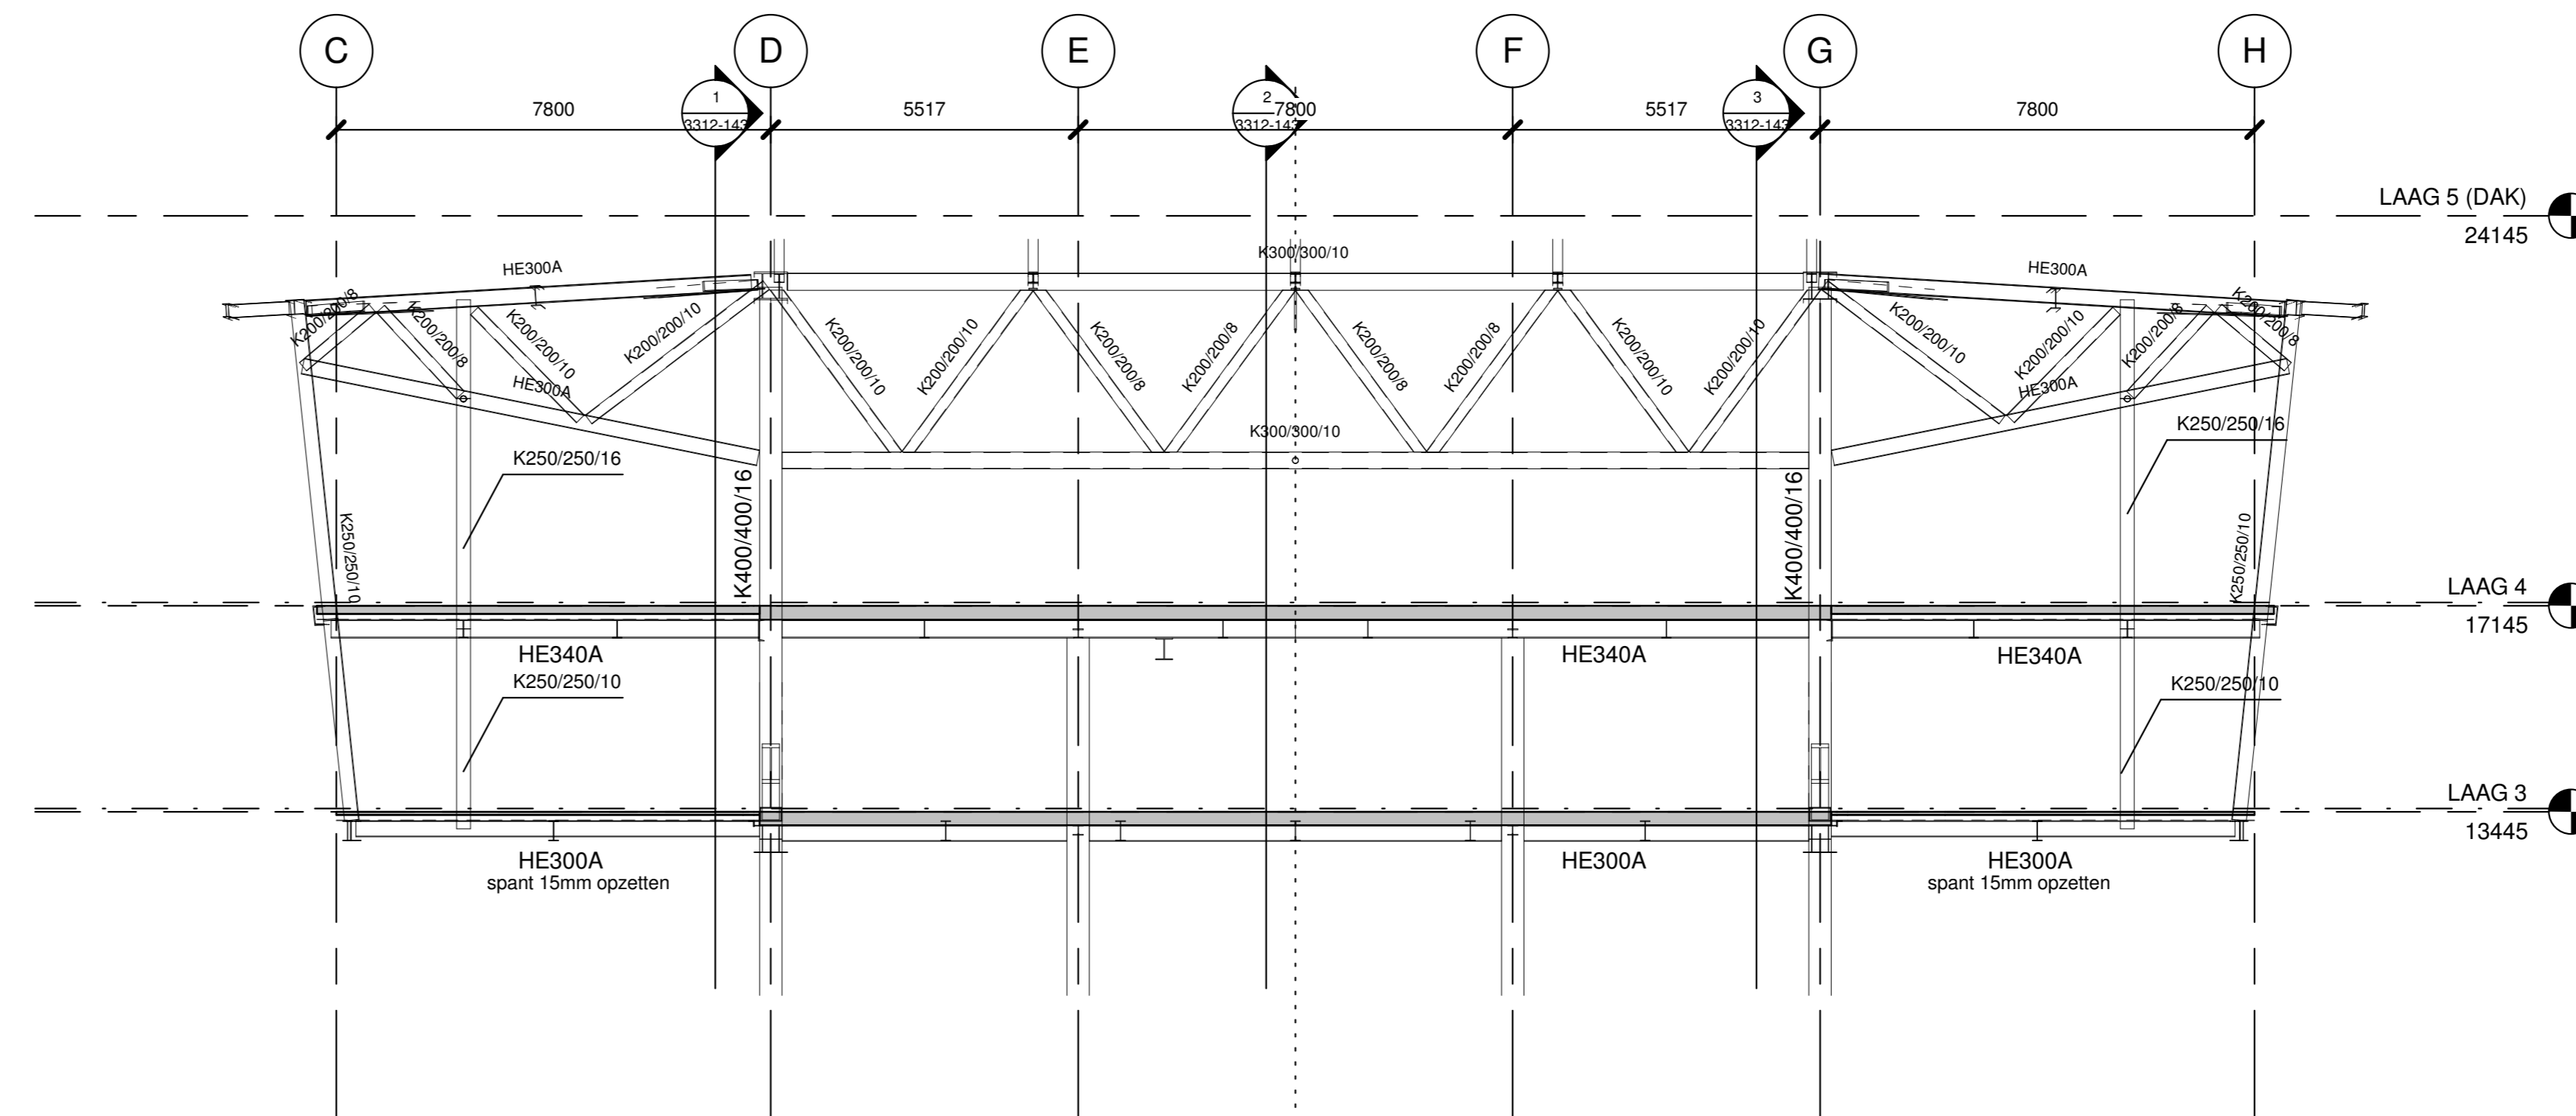 C
D
E
F
G
H
7800
5517
7800
5517
7800
1
3312-143
2
3312-143
3
3312-143
LAAG 5 (DAK)
24145
K300/300/10
HE300A
HE300A
K200/200/8
K200/200/8
K200/200/10
K200/200/10
K200/200/10
K200/200/10
K200/200/8
K200/200/8
K200/200/8
K200/200/8
K200/200/10
K200/200/10
K200/200/10
K200/200/10
K200/200/8
K200/200/8
HE300A
HE300A
K300/300/10
K250/250/16
K250/250/16
K400/400/16
K400/400/16
K250/250/10
K250/250/10
LAAG 4
17145
HE340A
HE340A
HE340A
K250/250/10
K250/250/10
LAAG 3
13445
HE300A
spant 15mm opzetten
HE300A
HE300A
spant 15mm opzetten